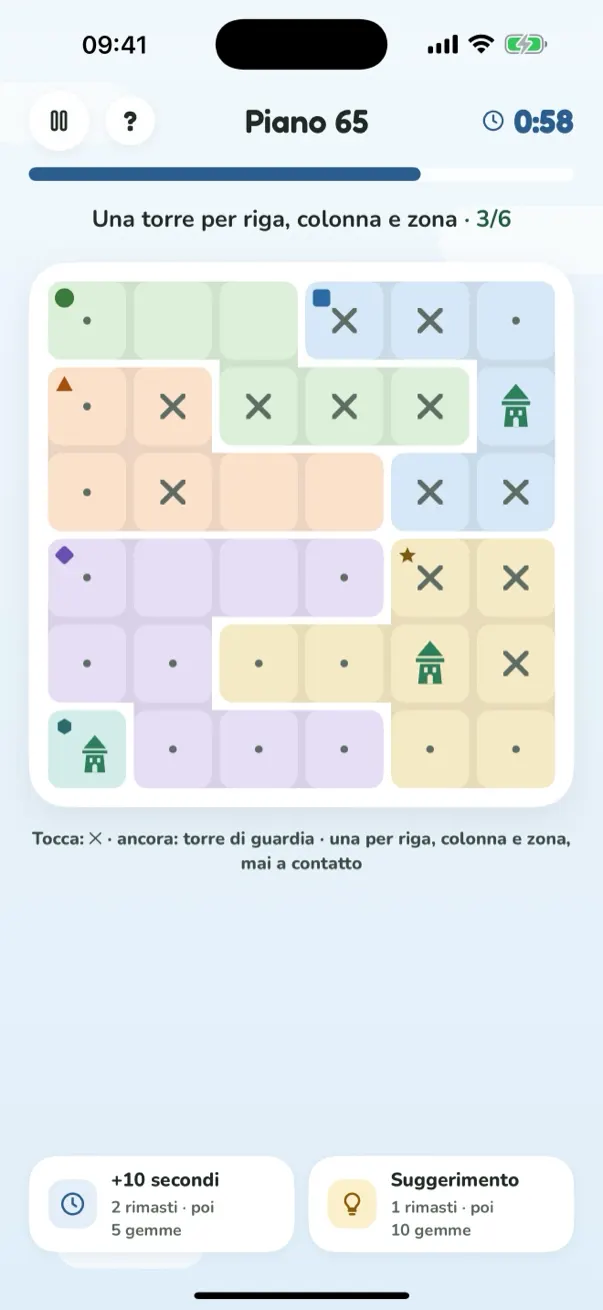 09:41
?
Piano 65
0:58
Una torre per riga, colonna e zona · 3/6
Tocca: × · ancora: torre di guardia · una per riga, colonna e zona,
mai a contatto
+10 secondi
2 rimasti · poi
5 gemme
Suggerimento
1 rimasti · poi
10 gemme